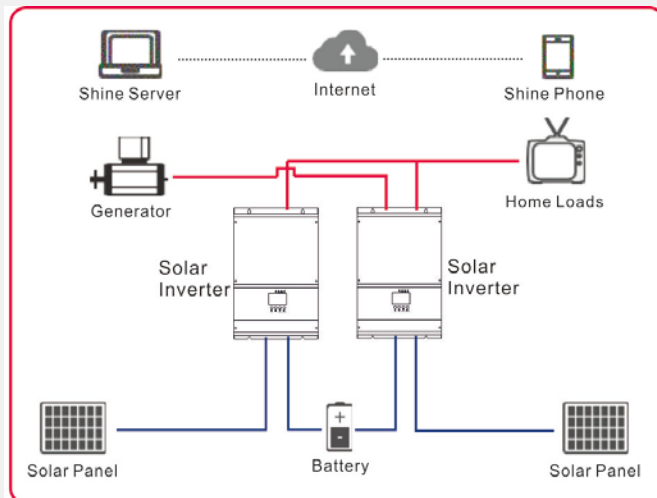 Shine Server
Internet
Shine Phone
Generator
Home Loads
Solar
Inverter
Solar
Inverter
+
-
Solar Panel
Battery
Solar Panel